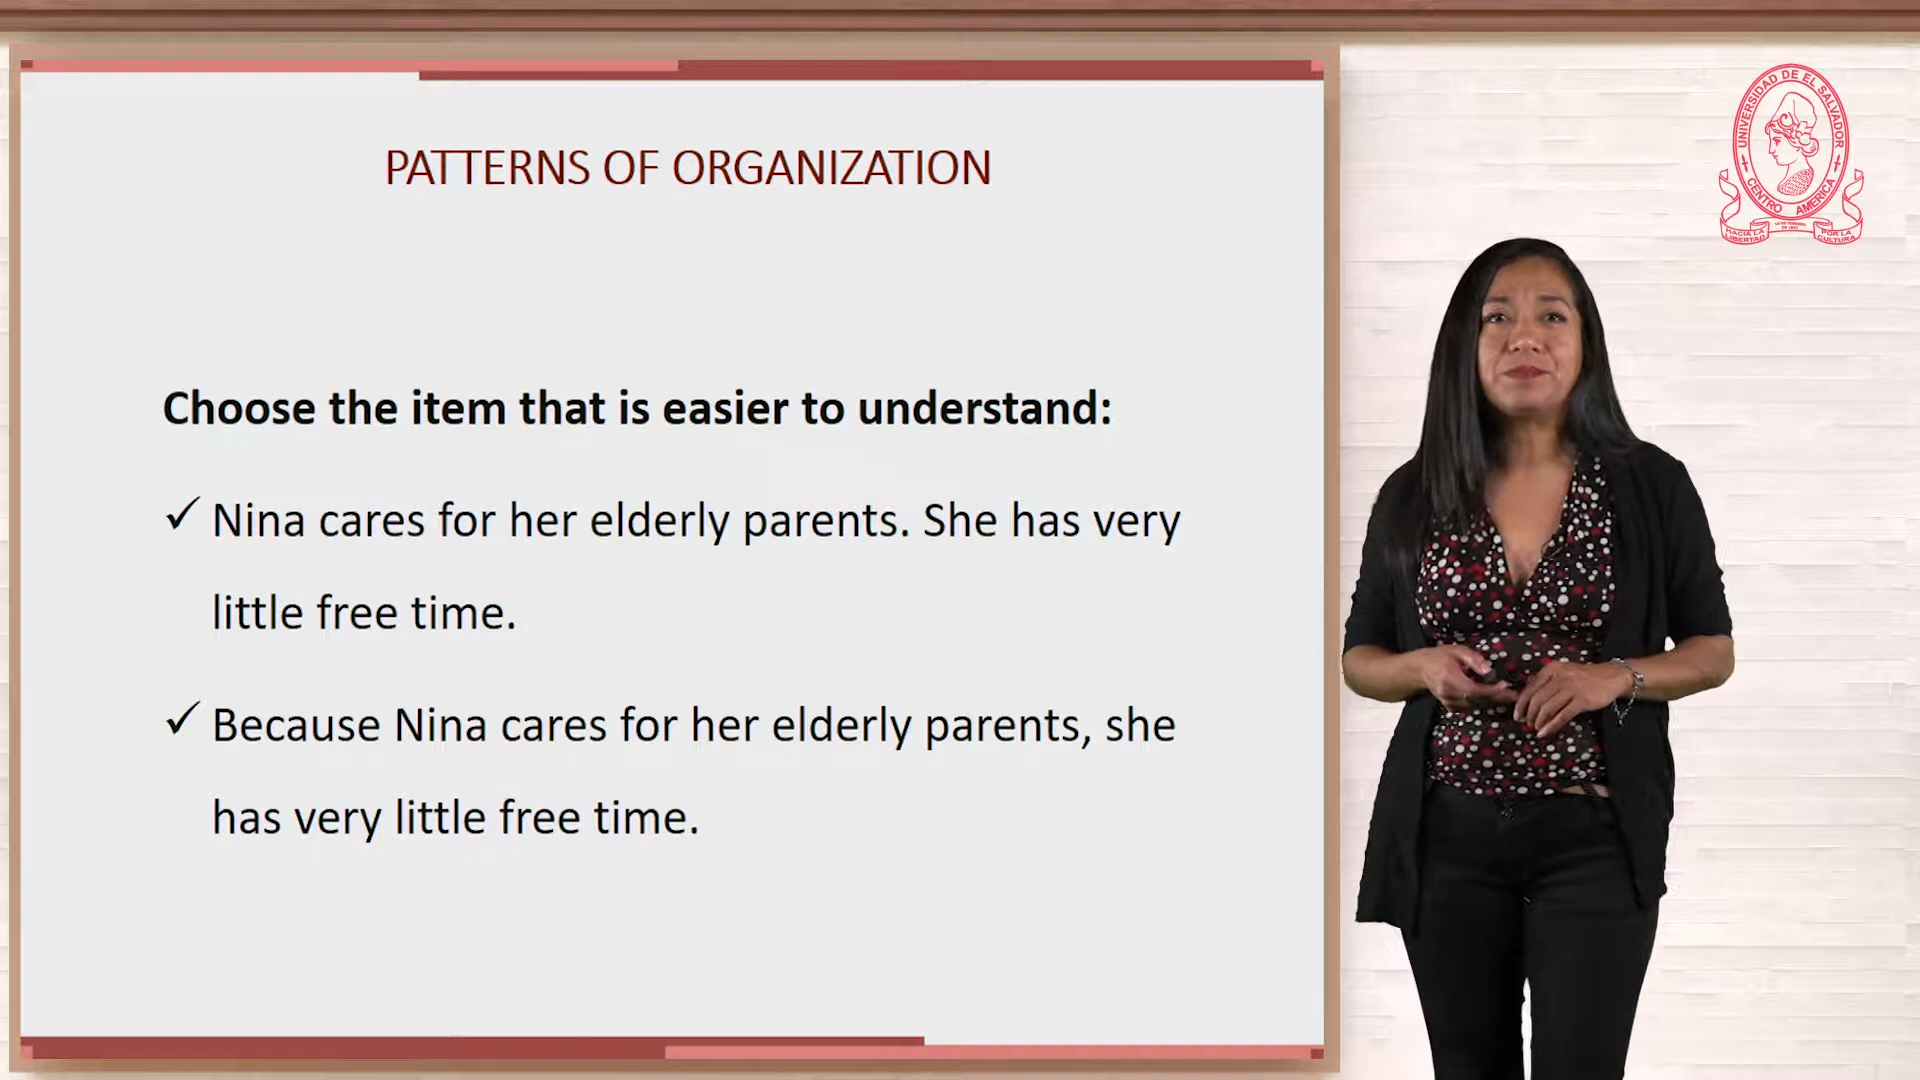 PATTERNS OF ORGANIZATION
Choose the item that is easier to understand:
✓ Nina cares for her elderly parents. She has very
little free time.
✓ Because Nina cares for her elderly parents, she
has very little free time.
UNIVERSIDAD DE EL SALVADOR
CENTRO AMERICA
HACIA LA
LIBERTAD
POR LA
CULTURA